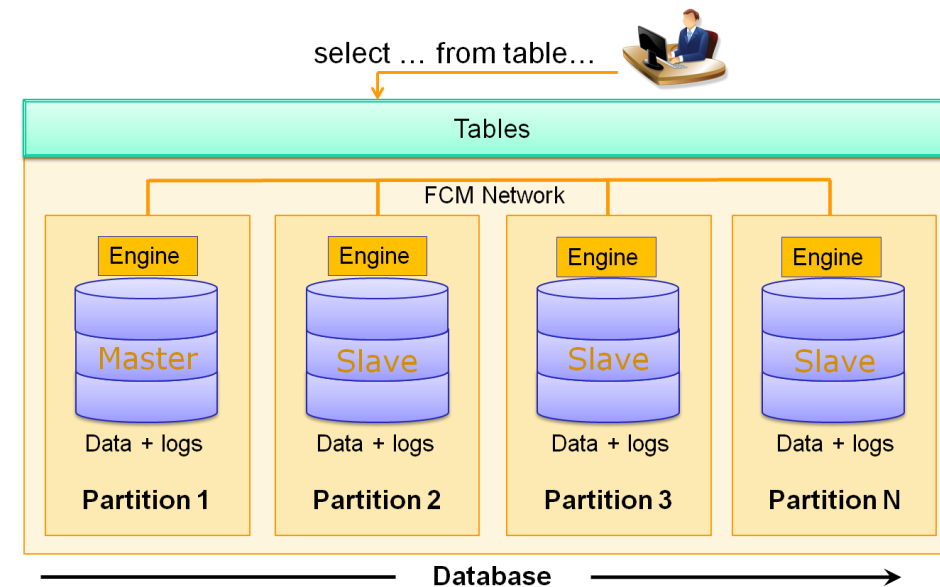 select … from table…
Tables
FCM Network
Engine Engine Engine Engine
Master Slave Slave Slave
Data + logs Data + logs Data + logs Data + logs
Partition 1 Partition 2 Partition 3 Partition N
Database